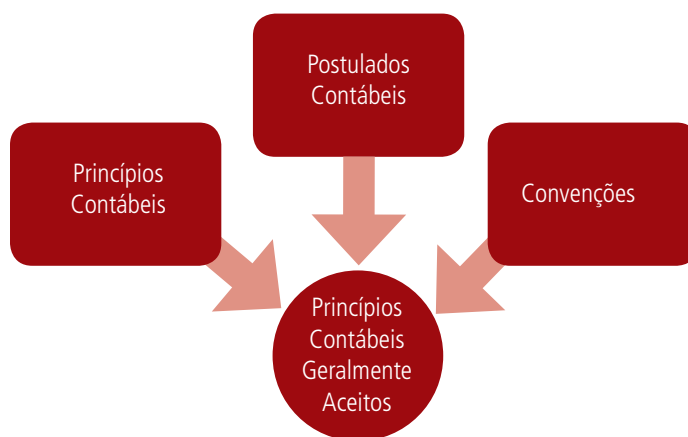 Postulados
Contábeis
Princípios
Contábeis
Convenções
Princípios
Contábeis
Geralmente
Aceitos